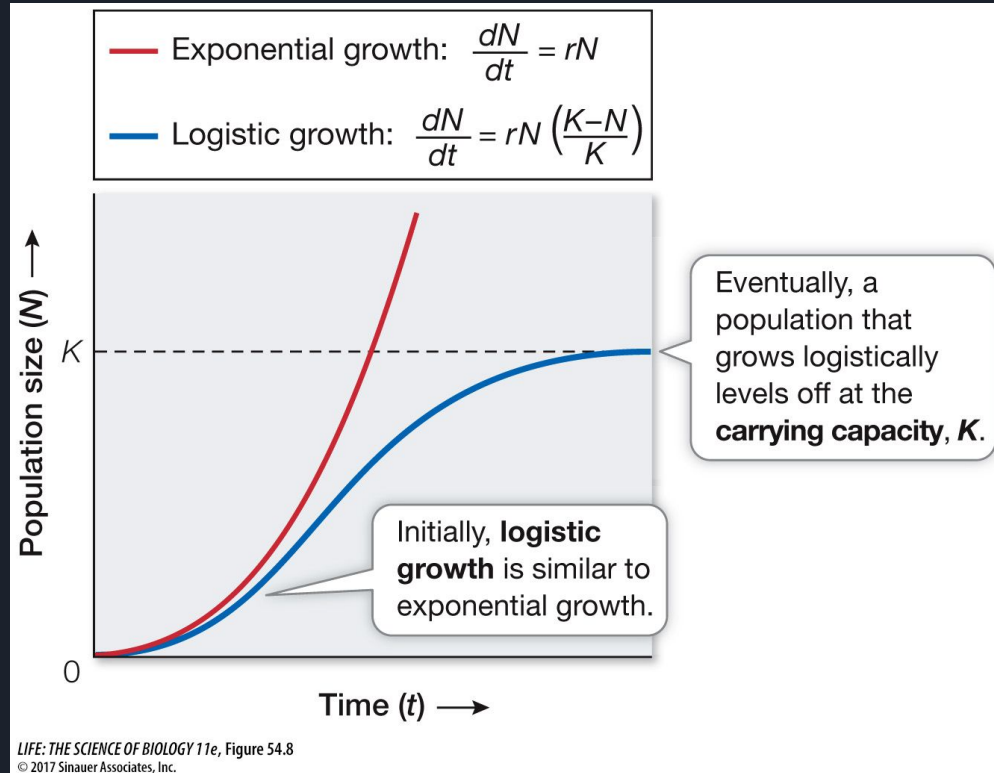 Exponential growth: dN/dt = rN
Logistic growth: dN/dt = rN (K–N/K)
Population size (N)
K
0
Time (t)
Eventually, a
population that
grows logistically
levels off at the
carrying capacity, K.
Initially, logistic
growth is similar to
exponential growth.
LIFE: THE SCIENCE OF BIOLOGY 11e, Figure 54.8
© 2017 Sinauer Associates, Inc.